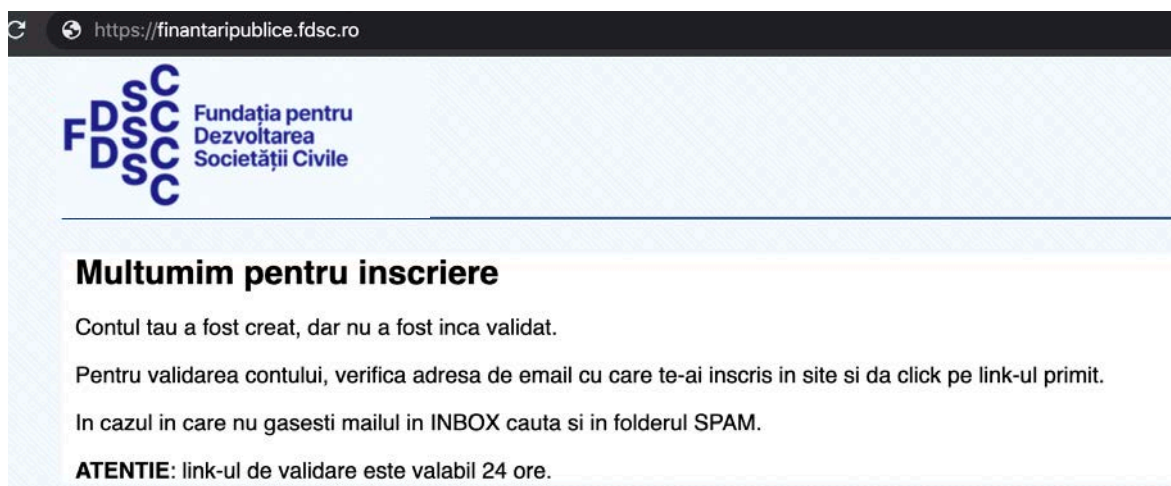 https://finantaripublice.fdsc.ro
FDSC
DSC
SC
C
Fundația pentru
Dezvoltarea
Societății Civile
Multumim pentru inscriere
Contul tau a fost creat, dar nu a fost inca validat.
Pentru validarea contului, verifica adresa de email cu care te-ai inscris in site si da click pe link-ul primit.
In cazul in care nu gasesti mailul in INBOX cauta si in folderul SPAM.
ATENTIE: link-ul de validare este valabil 24 ore.